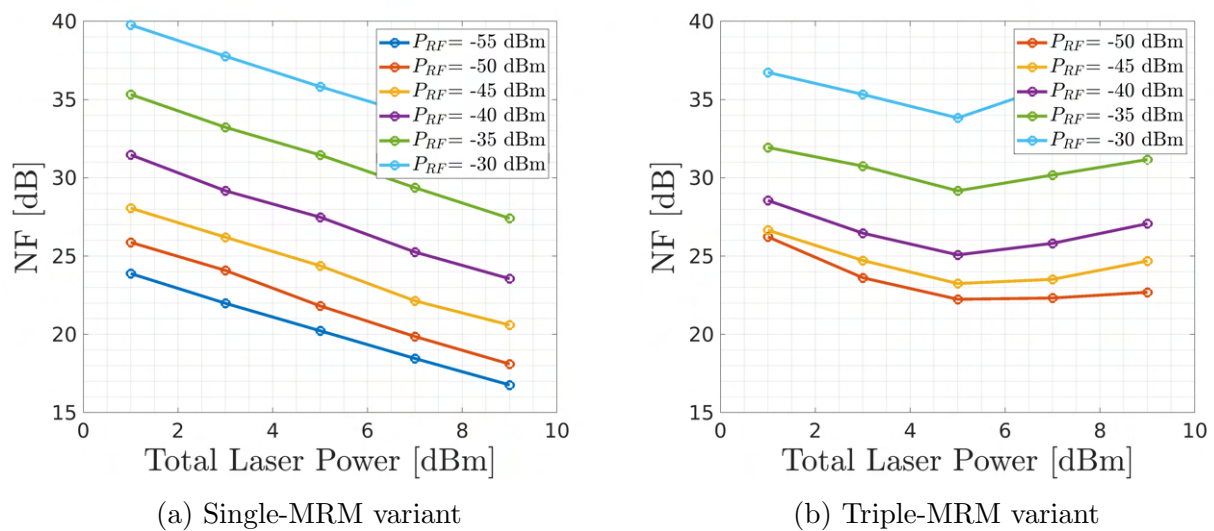 40
35
30
25
20
15
NF [dB]
0 2 4 6 8 10
Total Laser Power [dBm]
P_RF= -55 dBm
P_RF= -50 dBm
P_RF= -45 dBm
P_RF= -40 dBm
P_RF= -35 dBm
P_RF= -30 dBm
(a) Single-MRM variant
40
35
30
25
20
15
NF [dB]
0 2 4 6 8 10
Total Laser Power [dBm]
P_RF= -50 dBm
P_RF= -45 dBm
P_RF= -40 dBm
P_RF= -35 dBm
P_RF= -30 dBm
(b) Triple-MRM variant